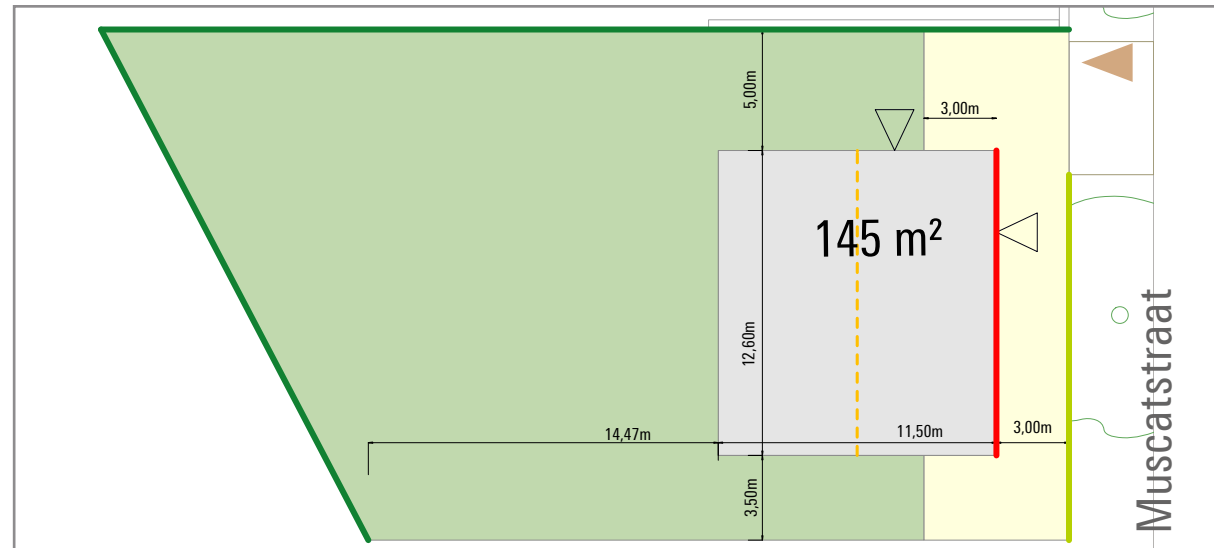 5,00m
3,00m
145 m²
12,60m
14,47m
11,50m
3,00m
3,50m
Muscatstraat